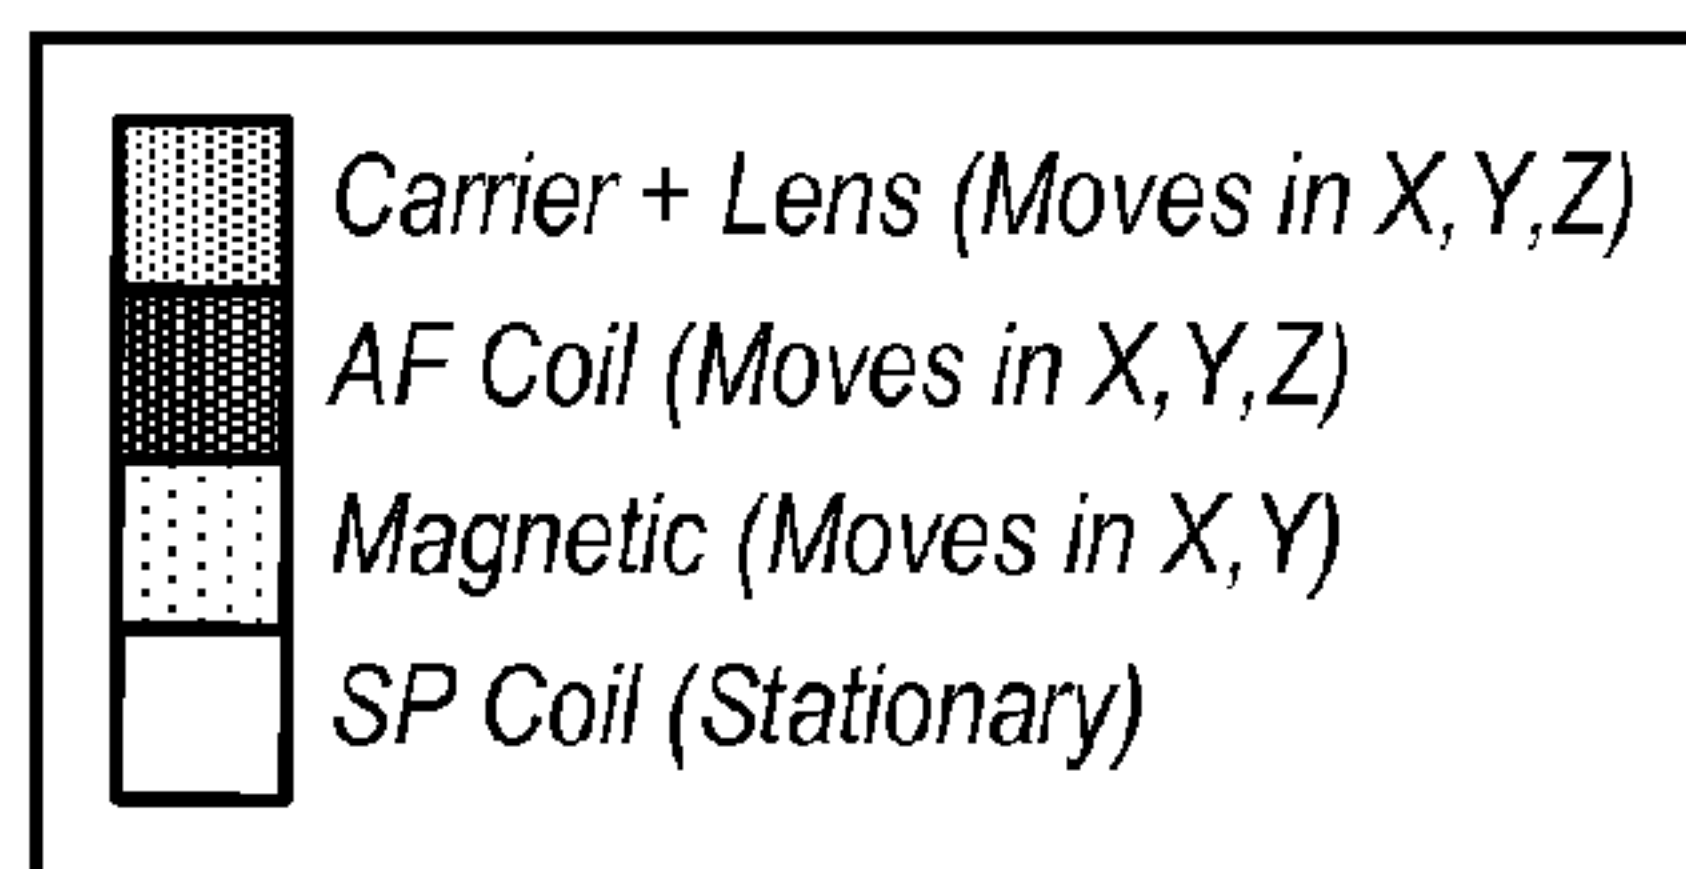 Carrier + Lens (Moves in X,Y,Z)
AF Coil (Moves in X,Y,Z)
Magnetic (Moves in X,Y)
SP Coil (Stationary)